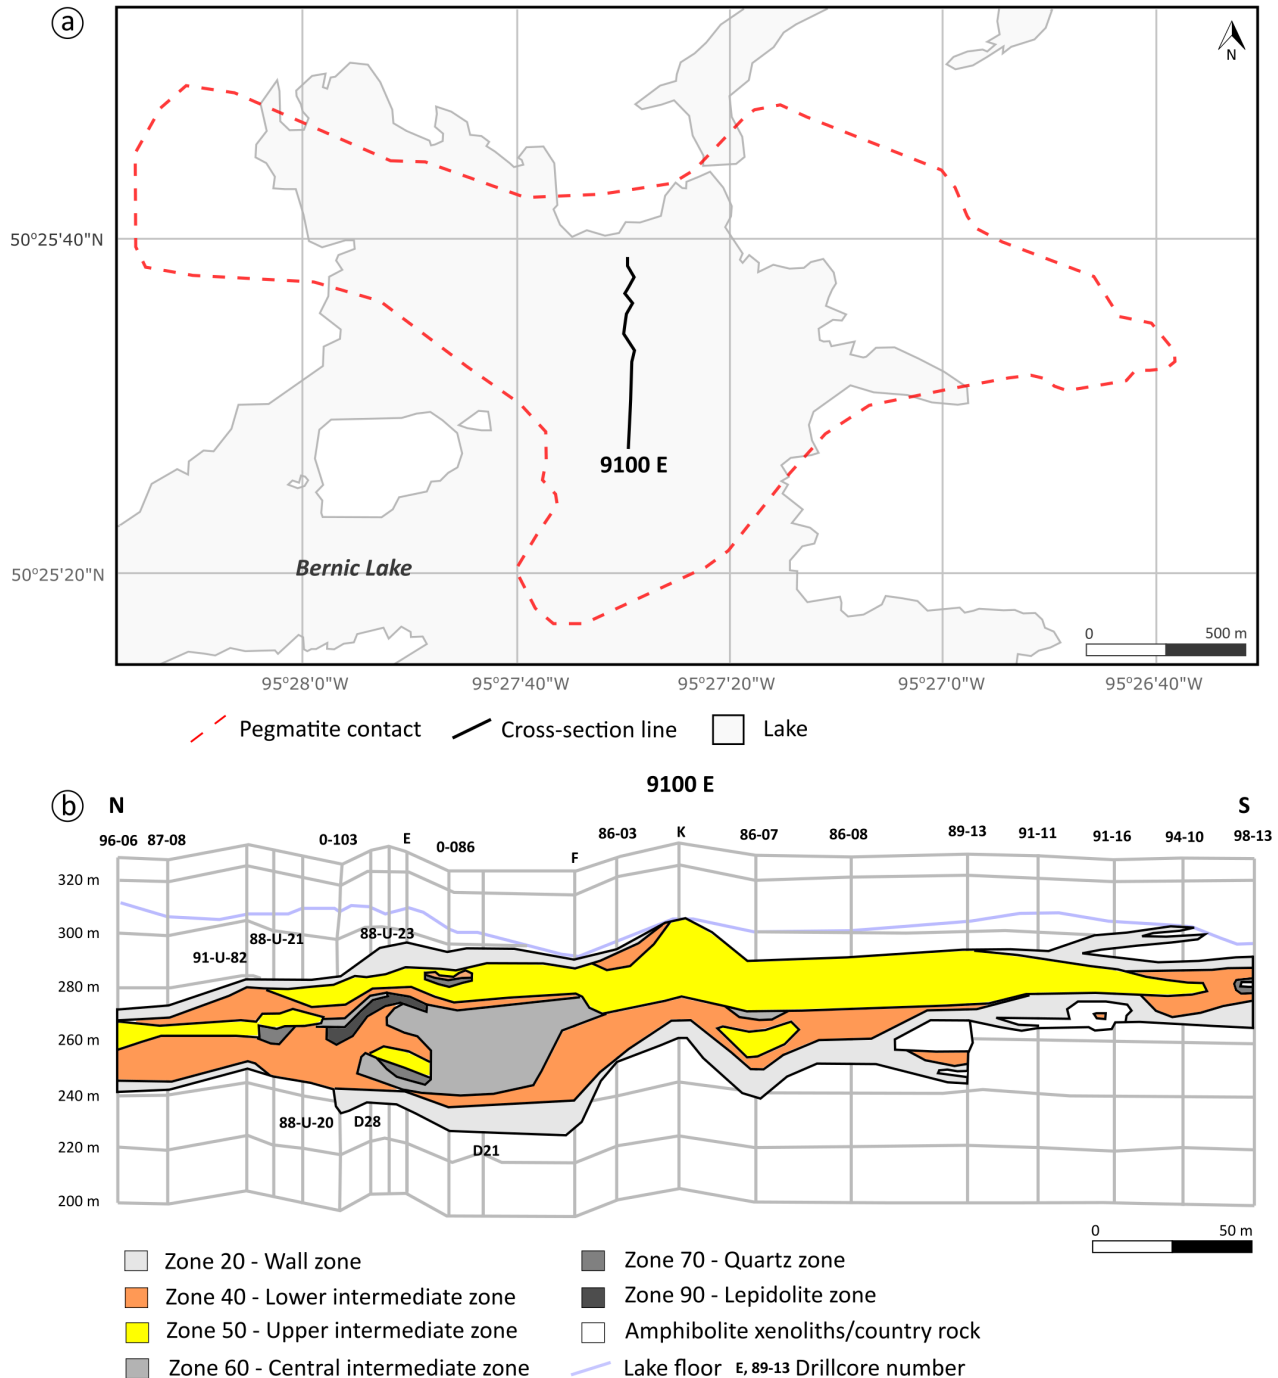 a
N
50°25'40"N
9100 E
50°25'20"N
Bernic Lake
0 500 m
95°28'0"W 95°27'40"W 95°27'20"W 95°27'0"W 95°26'40"W
Pegmatite contact Cross-section line Lake
9100 E
b N S
96-06 87-08 0-103 E 0-086 F 86-03 K 86-07 86-08 89-13 91-11 91-16 94-10 98-13
320 m
300 m
88-U-21 88-U-23
91-U-82
280 m
260 m
240 m
88-U-20 D28
220 m
D21
200 m
0 50 m
Zone 20 - Wall zone
Zone 40 - Lower intermediate zone
Zone 50 - Upper intermediate zone
Zone 60 - Central intermediate zone
Zone 70 - Quartz zone
Zone 90 - Lepidolite zone
Amphibolite xenoliths/country rock
Lake floor E, 89-13 Drillcore number